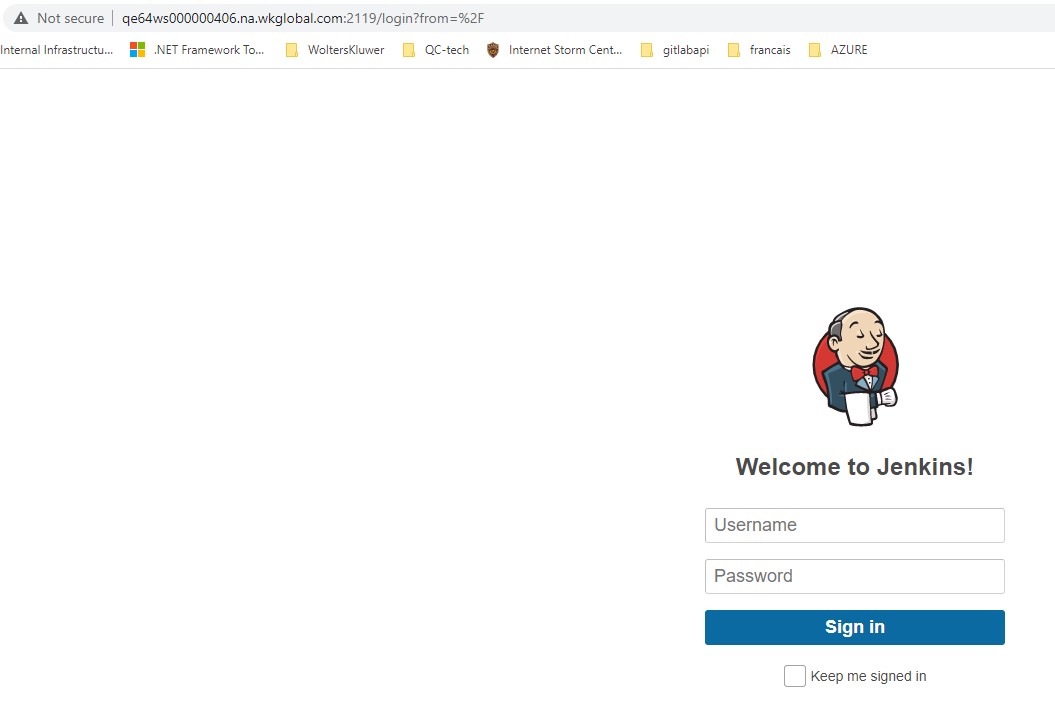 Not secure qe64ws000000406.na.wkglobal.com:2119/login?from=%2F
Internal Infrastructu... .NET Framework To... WoltersKluwer QC-tech Internet Storm Cent... gitlabapi francais AZURE
Welcome to Jenkins!
Username
Password
Sign in
Keep me signed in